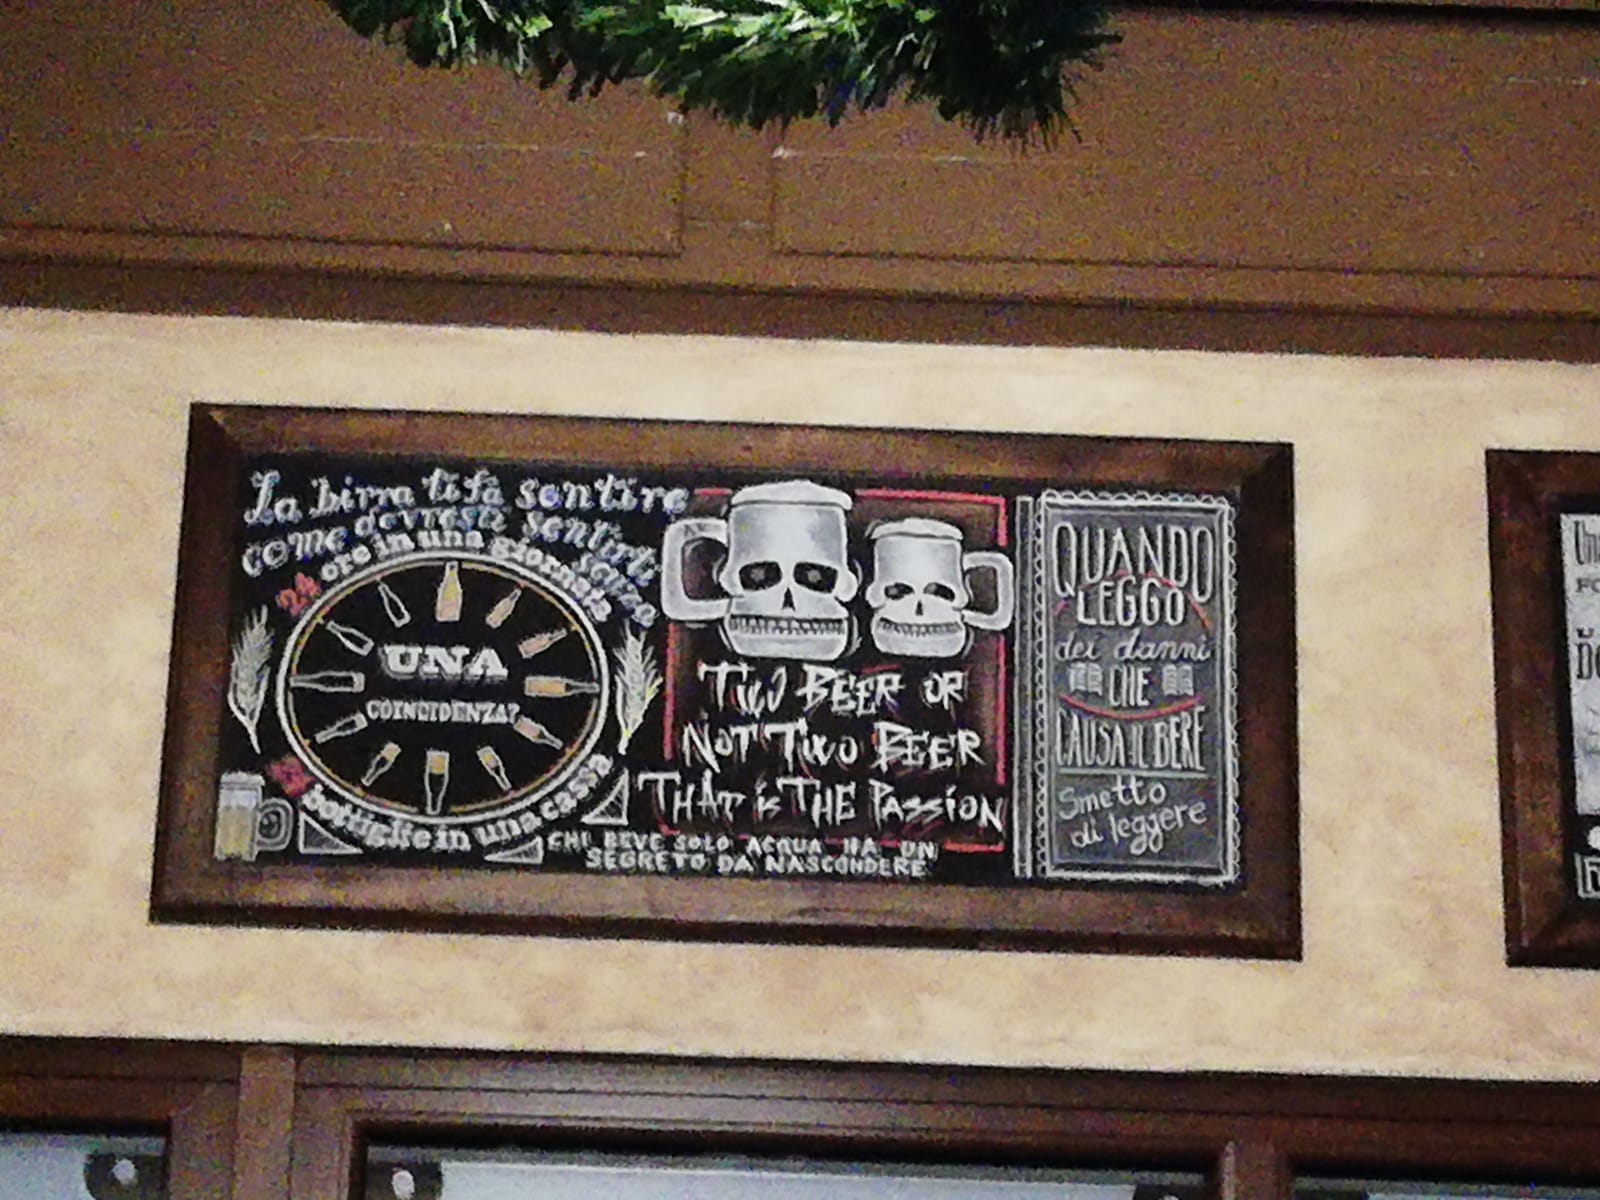 La birra ti fa sentire
come dovresti sentirti
senza
24 ore in una giornata
UNA
COINCIDENZA?
24 bottiglie in una cassa
TWO BEER OR
NOT TWO BEER
THAT is THE PASSiON
CHI BEVE SOLO ACQUA HA UN
SEGRETO DA NASCONDERE
QUANDO
LEGGO
dei danni
CHE
CAUSA IL BERE
Smetto
di leggere